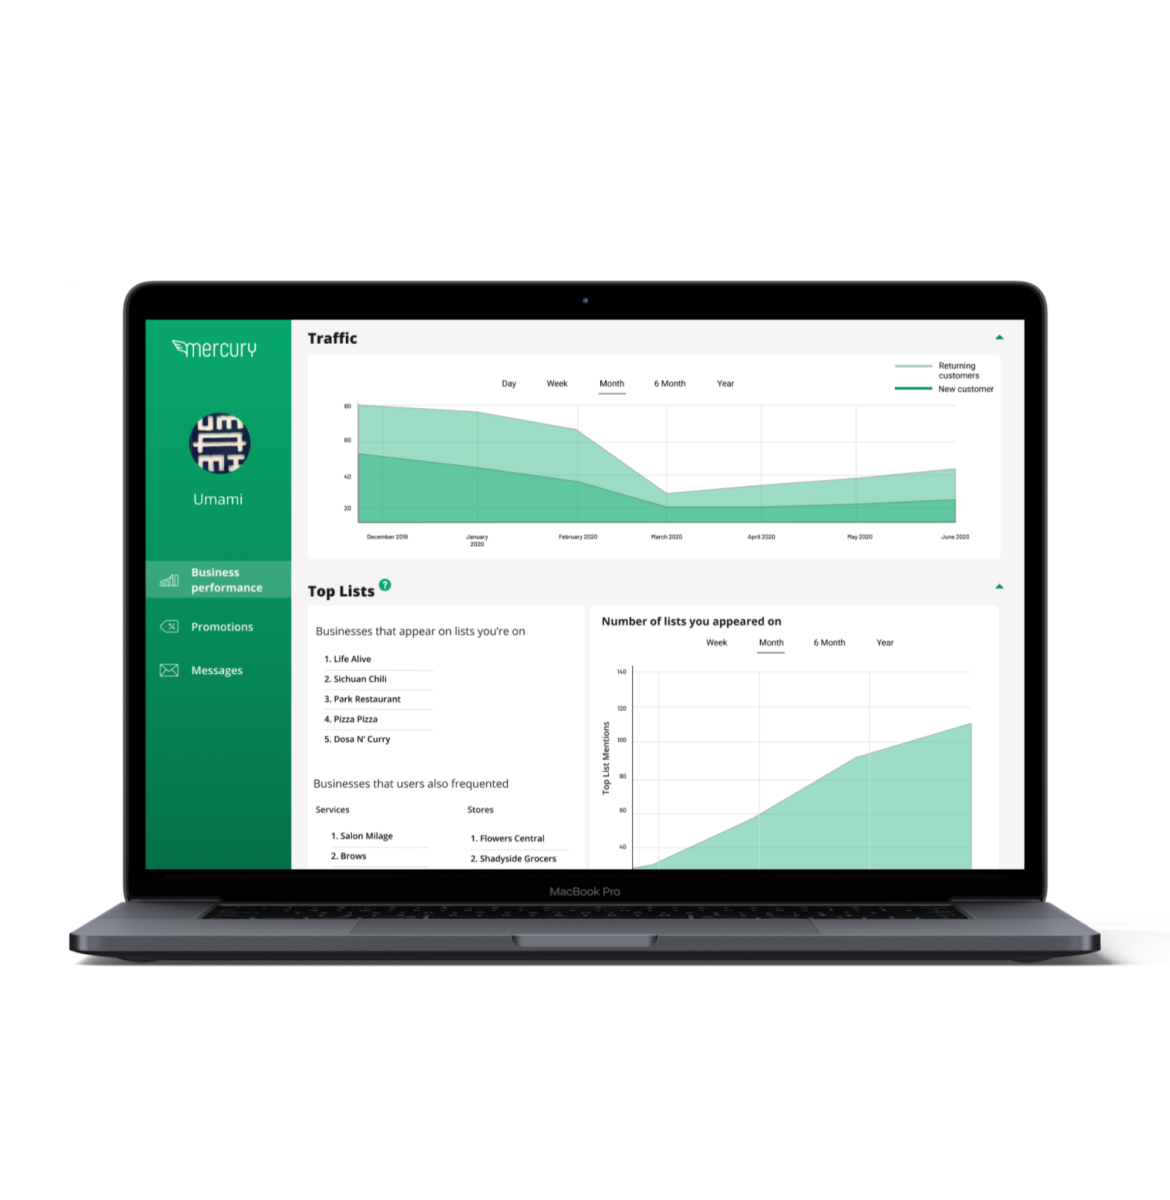 mercury
Umami
Business
performance
Promotions
Messages
Traffic
Returning
customers
New customer
Day Week Month 6 Month Year
80
60
40
20
December 2019 January February 2020 March 2020 April 2020 May 2020 June 2020
2020
Top Lists ?
Businesses that appear on lists you're on
1. Life Alive
2. Sichuan Chili
3. Park Restaurant
4. Pizza Pizza
5. Dosa N' Curry
Businesses that users also frequented
Services
1. Salon Milage
2. Brows
Stores
1. Flowers Central
2. Shadyside Grocers
Number of lists you appeared on
Week Month 6 Month Year
Top List Mentions
140
120
100
80
60
40
MacBook Pro